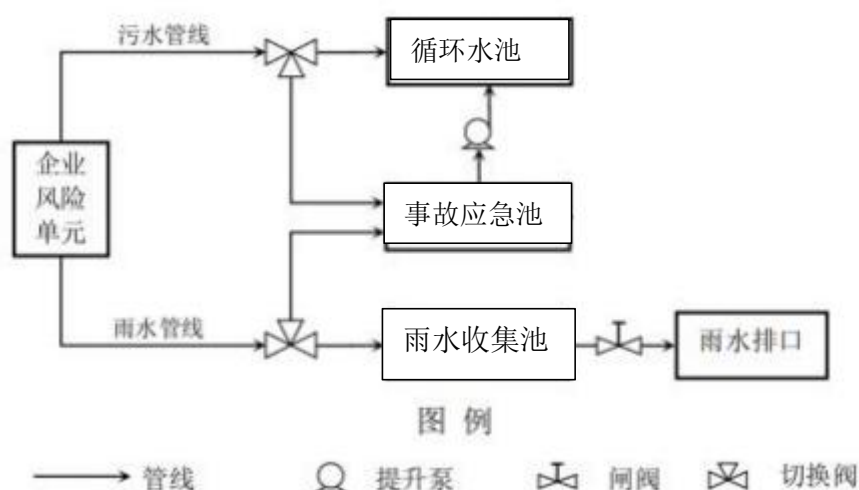 污水管线
循环水池
企业
风险
单元
事故应急池
雨水管线
雨水收集池
雨水排口
图 例
管线
提升泵
闸阀
切换阀